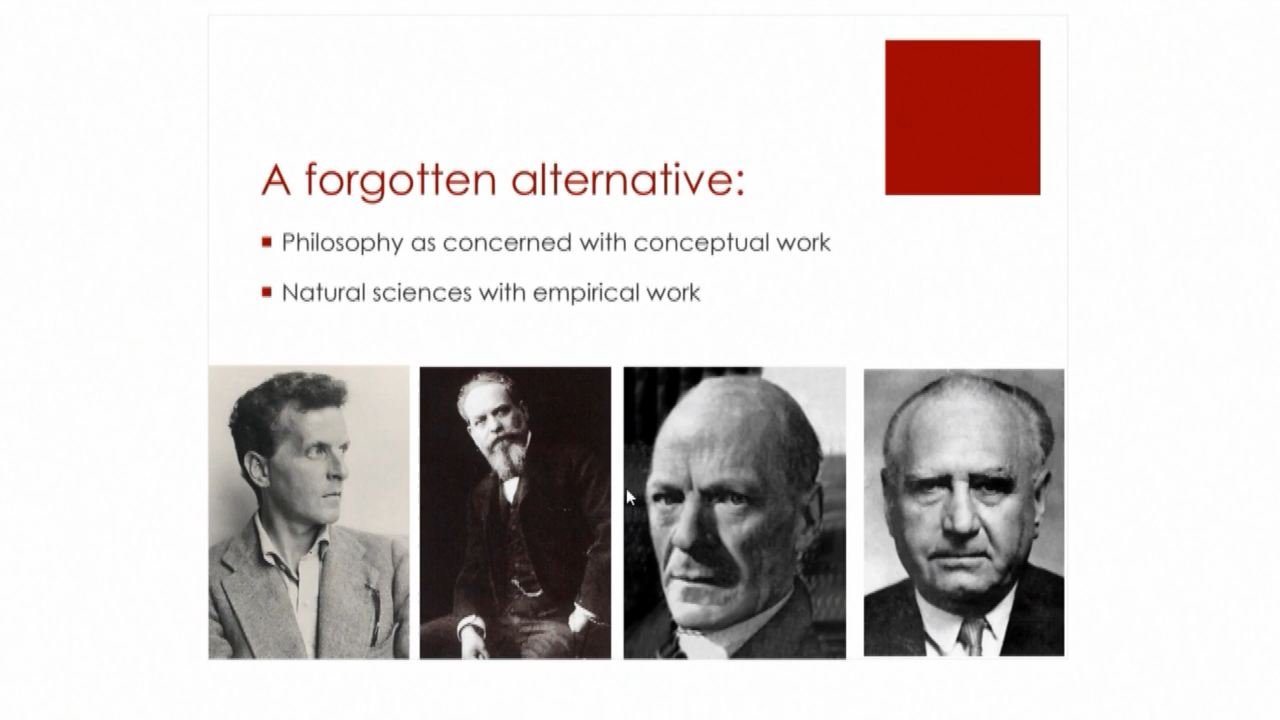 A forgotten alternative:
Philosophy as concerned with conceptual work
Natural sciences with empirical work